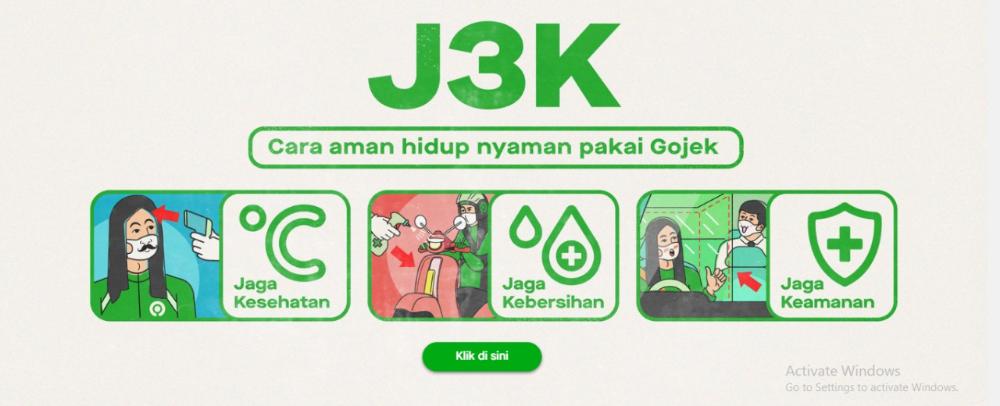 J3K
Cara aman hidup nyaman pakai Gojek
°C
Jaga
Kesehatan
Jaga
Kebersihan
Jaga
Keamanan
Klik di sini
Activate Windows
Go to Settings to activate Windows.